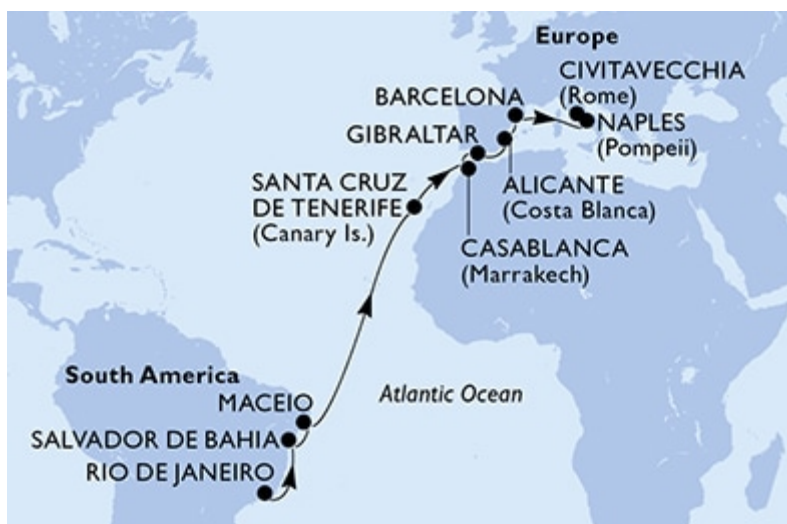 Europe
CIVITAVECCHIA
(Rome)
BARCELONA
NAPLES
(Pompeii)
GIBRALTAR
SANTA CRUZ
DE TENERIFE
(Canary Is.)
ALICANTE
(Costa Blanca)
CASABLANCA
(Marrakech)
South America
Atlantic Ocean
MACEIO
SALVADOR DE BAHIA
RIO DE JANEIRO